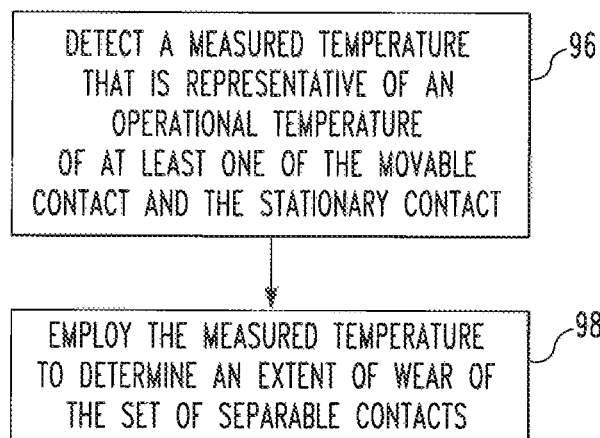 DETECT A MEASURED TEMPERATURE
THAT IS REPRESENTATIVE OF AN
OPERATIONAL TEMPERATURE
OF AT LEAST ONE OF THE MOVABLE
CONTACT AND THE STATIONARY CONTACT
96
EMPLOY THE MEASURED TEMPERATURE
TO DETERMINE AN EXTENT OF WEAR OF
THE SET OF SEPARABLE CONTACTS
98